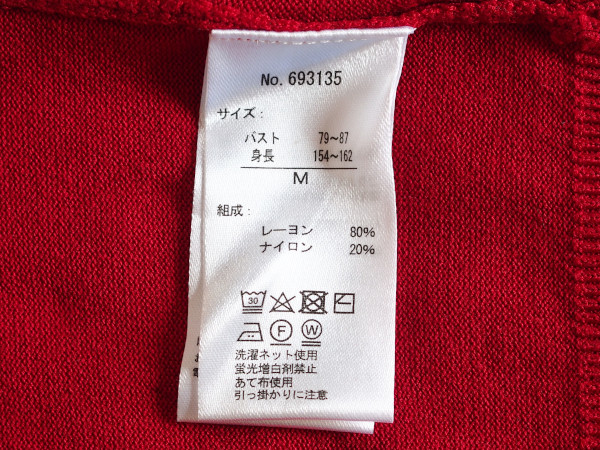 No. 693135
サイズ:
バスト 79~87
身長 154~162
M
組成:
レーヨン 80%
ナイロン 20%
30
F W
洗濯ネット使用
蛍光増白剤禁止
あて布使用
引っ掛かりに注意